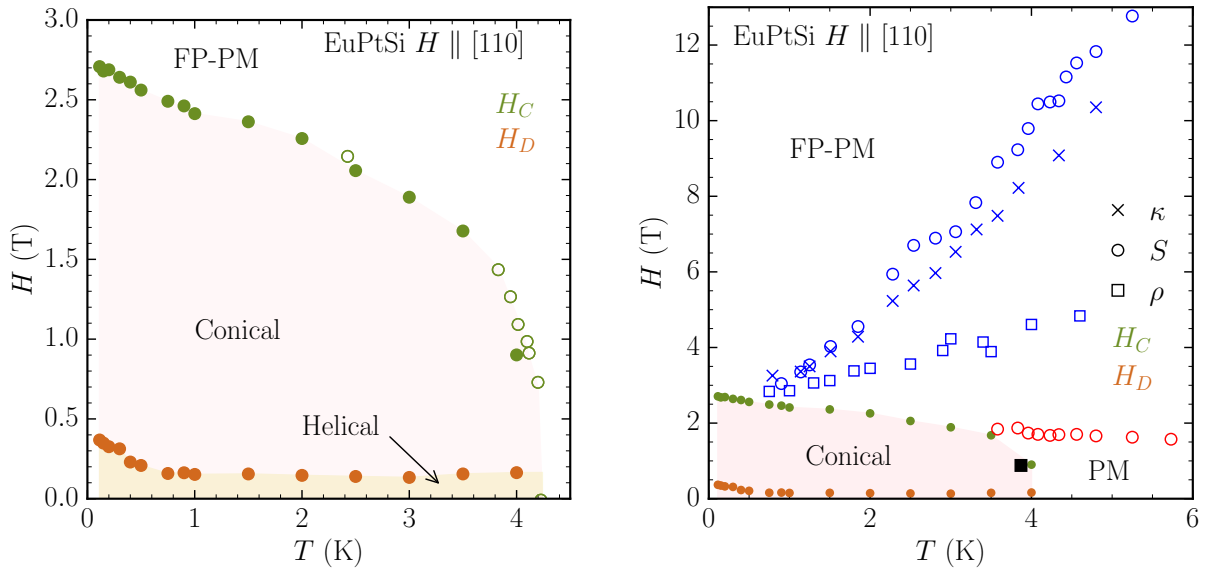 EuPtSi H ∥ [110]
FP-PM
H_C
H_D
Conical
Helical
3.0
2.5
2.0
1.5
1.0
0.5
0.0
H (T)
0
1
2
3
4
T (K)
EuPtSi H ∥ [110]
FP-PM
κ
S
ρ
H_C
H_D
Conical
PM
12
10
8
6
4
2
0
H (T)
0
2
4
6
T (K)